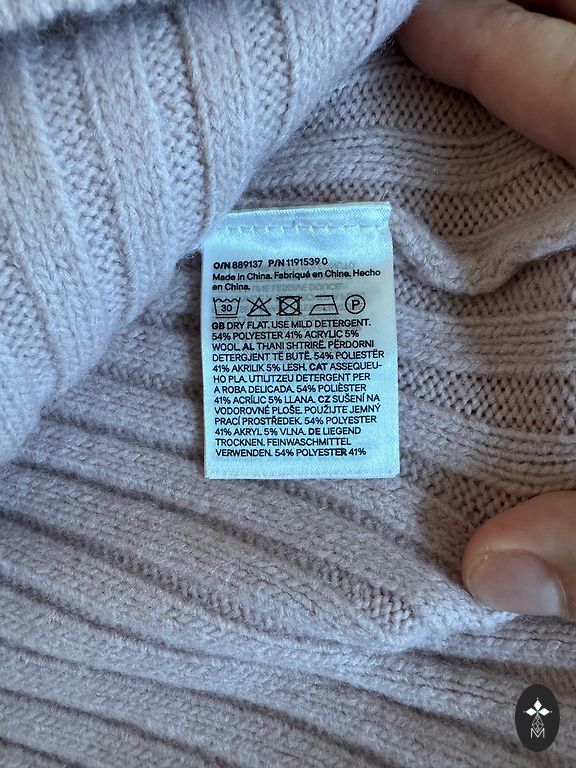 O/N 889137 P/N 1191539 0
Made in China. Fabriqué en Chine. Hecho
en China.
30 P
GB DRY FLAT. USE MILD DETERGENT.
54% POLYESTER 41% ACRYLIC 5%
WOOL. AL THANI SHTRIRË. PËRDORNI
DETERGJENT TË BUTË. 54% POLIESTËR
41% AKRILIK 5% LESH. CAT ASSEQUEU-
HO PLA. UTILITZEU DETERGENT PER
A ROBA DELICADA. 54% POLIÈSTER
41% ACRÍLIC 5% LLANA. CZ SUŠENÍ NA
VODOROVNÉ PLOŠE. POUŽIJTE JEMNÝ
PRACÍ PROSTŘEDEK. 54% POLYESTER
41% AKRYL 5% VLNA. DE LIEGEND
TROCKNEN. FEINWASCHMITTEL
VERWENDEN. 54% POLYESTER 41%
M